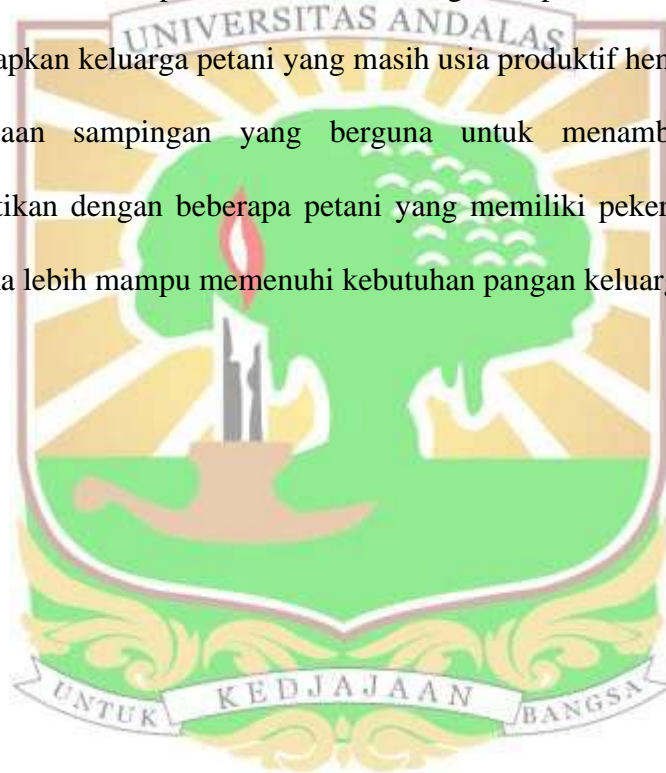 UNIVERSITAS ANDALAS
apkan keluarga petani yang masih usia produktif hen
aan sampingan yang berguna untuk menamb
tikan dengan beberapa petani yang memiliki peker
a lebih mampu memenuhi kebutuhan pangan keluarg
UNTUK KEDJAJAAN BANGSA